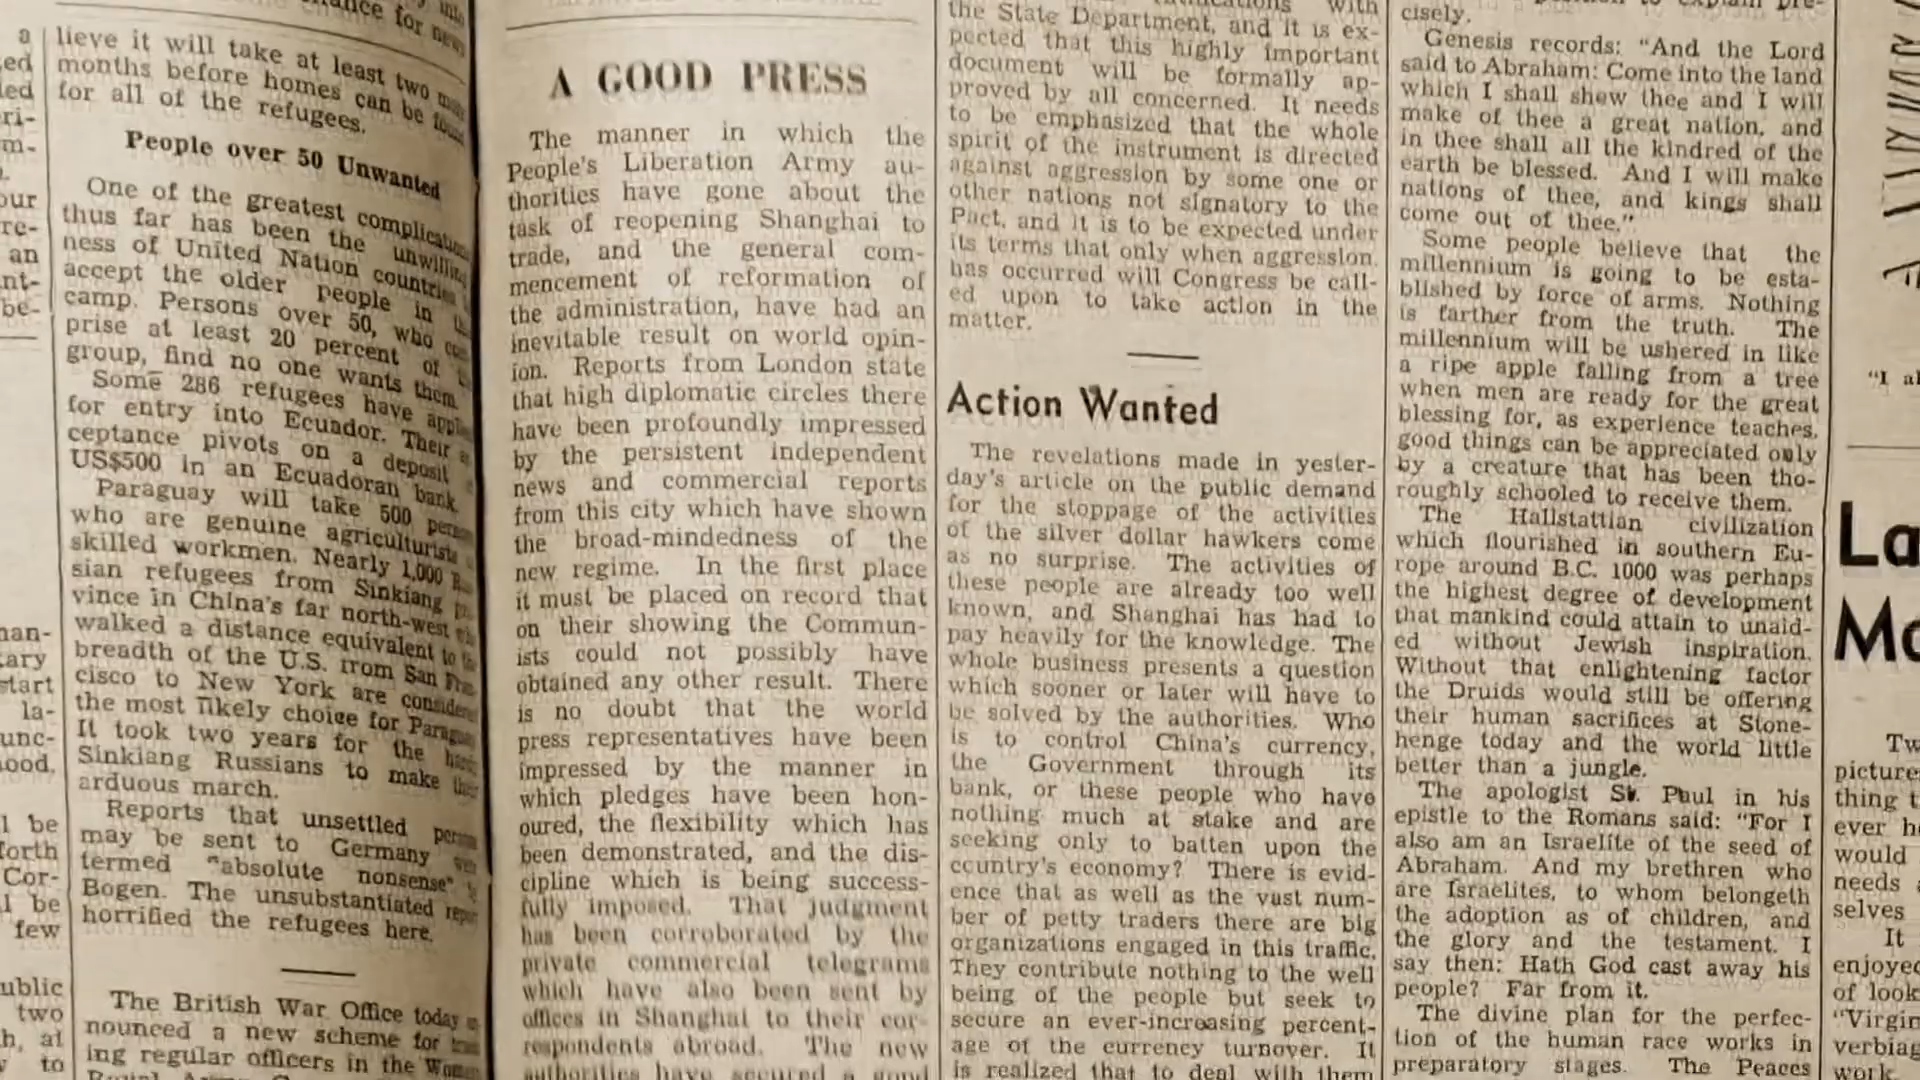 lieve it will take at least two
months before homes can be
for all of the refugees.
People over 50 Unwanted
One of the greatest
thus far has been the
ness of United Nation
accept the older people in
camp. Persons over 50, who
prise at least 20 percent of
group, find no one wants them.
Some 286 refugees have
for entry into Ecuador. Their
ceptance pivots on a deposit
US$500 in an Ecuadoran bank.
Paraguay will take 500
who are genuine agriculturists
skilled workmen. Nearly 1,000
sian refugees from Sinkiang
vince in China's far north-west
walked a distance equivalent to
breadth of the U.S. from San
cisco to New York are
the most likely choice for
It took two years for the
Sinkiang Russians to make
arduous march.
Reports that unsettled
may be sent to Germany
termed "absolute nonsense"
Bogen. The unsubstantiated
horrified the refugees here.
The British War Office today
nounced a new scheme for
ing regular officers in the
A GOOD PRESS
The manner in which the
People's Liberation Army au-
thorities have gone about the
task of reopening Shanghai to
trade, and the general com-
mencement of reformation of
the administration, have had an
inevitable result on world opin-
ion. Reports from London state
that high diplomatic circles there
have been profoundly impressed
by the persistent independent
news and commercial reports
from this city which have shown
the broad-mindedness of the
new regime. In the first place
it must be placed on record that
on their showing the Commun-
ists could not possibly have
obtained any other result. There
is no doubt that the world
press representatives have been
impressed by the manner in
which pledges have been hon-
oured, the flexibility which has
been demonstrated, and the dis-
cipline which is being success-
fully imposed. That judgment
has been corroborated by the
private commercial telegrams
which have also been sent by
offices in Shanghai to their cor-
respondents abroad. The new
authorities have secured a good
with
the State Department, and it is ex-
pected that this highly important
document will be formally ap-
proved by all concerned. It needs
to be emphasized that the whole
spirit of the instrument is directed
against aggression by some one or
other nations not signatory to the
Pact, and it is to be expected under
its terms that only when aggression
has occurred will Congress be call-
ed upon to take action in the
matter.
Action Wanted
The revelations made in yester-
day's article on the public demand
for the stoppage of the activities
of the silver dollar hawkers come
as no surprise. The activities of
these people are already too well
known, and Shanghai has had to
pay heavily for the knowledge. The
whole business presents a question
which sooner or later will have to
be solved by the authorities. Who
is to control China's currency,
the Government through its
bank, or these people who have
nothing much at stake and are
seeking only to batten upon the
country's economy? There is evid-
ence that as well as the vast num-
ber of petty traders there are big
organizations engaged in this traffic.
They contribute nothing to the well
being of the people but seek to
secure an ever-increasing percent-
age of the currency turnover. It
is realized that to deal with them
cisely.
Genesis records: "And the Lord
said to Abraham: Come into the land
which I shall shew thee and I will
make of thee a great nation, and
in thee shall all the kindred of the
earth be blessed. And I will make
nations of thee, and kings shall
come out of thee."
Some people believe that the
millennium is going to be esta-
blished by force of arms. Nothing
is farther from the truth. The
millennium will be ushered in like
a ripe apple falling from a tree
when men are ready for the great
blessing for, as experience teaches,
good things can be appreciated only
by a creature that has been tho-
roughly schooled to receive them.
The Hallstattian civilization
which flourished in southern Eu-
rope around B.C. 1000 was perhaps
the highest degree of development
that mankind could attain to unaid-
ed without Jewish inspiration.
Without that enlightening factor
the Druids would still be offering
their human sacrifices at Stone-
henge today and the world little
better than a jungle.
The apologist St. Paul in his
epistle to the Romans said: "For I
also am an Israelite of the seed of
Abraham. And my brethren who
are Israelites, to whom belongeth
the adoption as of children, and
the glory and the testament. I
say then: Hath God cast away his
people? Far from it.
The divine plan for the perfec-
tion of the human race works in
preparatory stages. The Peaces
"I
La
Mo
picture
thing
ever
would
needs
selves
It
enjoyed
of look
"Virgin
verbiag
work.